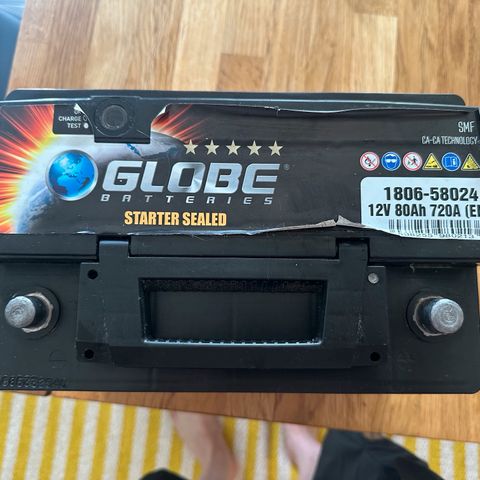 CHARGE
TEST
SMF
CA-CA TECHNOLOGY
GLOBE
BATTERIES
STARTER SEALED
1806-58024
12V 80Ah 720A (E